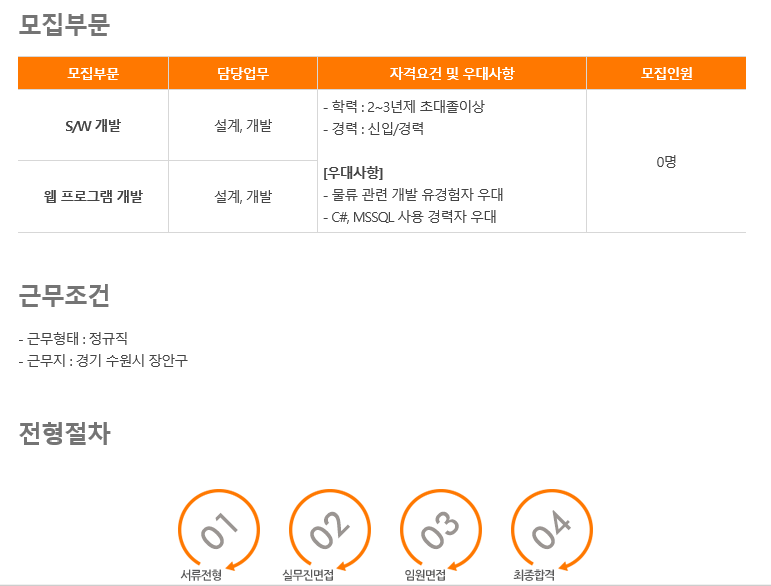 모집부문
모집부문 담당업무 자격요건 및 우대사항 모집인원
S/W 개발 설계, 개발
- 학력 : 2~3년제 초대졸이상
- 경력 : 신입/경력
[우대사항]
- 물류 관련 개발 유경험자 우대
- C#, MSSQL 사용 경력자 우대
0명
웹 프로그램 개발 설계, 개발
근무조건
- 근무형태 : 정규직
- 근무지 : 경기 수원시 장안구
전형절차
01 02 03 04
서류전형 실무진면접 임원면접 최종합격